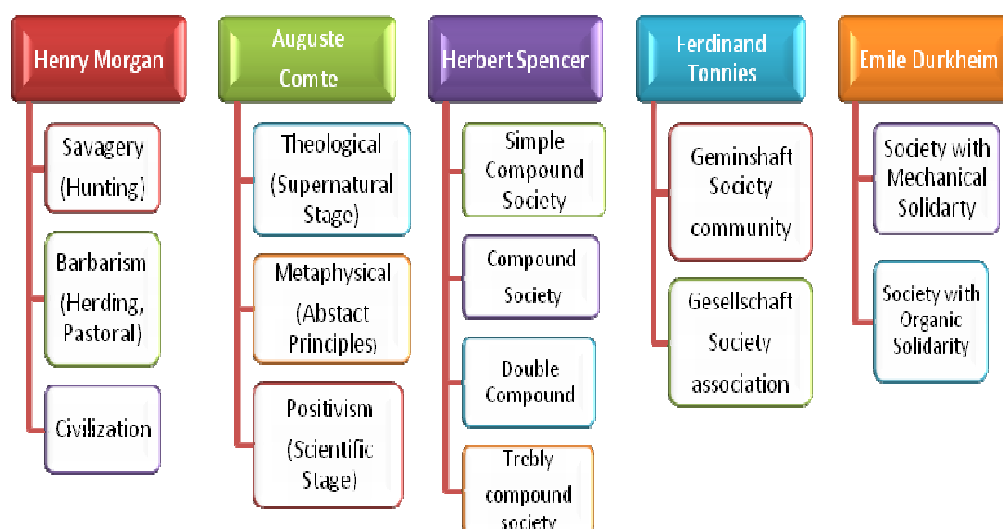 Henry Morgan
Savagery
(Hunting)
Barbarism
(Herding,
Pastoral)
Civilization
Auguste
Comte
Theological
(Supernatural
Stage)
Metaphysical
(Abstact
Principles)
Positivism
(Scientific
Stage)
Herbert Spencer
Simple
Compound
Society
Compound
Society
Double
Compound
Trebly
compound
society
Ferdinand
Tonnies
Geminshaft
Society
community
Gesellschaft
Society
association
Emile Durkheim
Society with
Mechanical
Solidarty
Society with
Organic
Solidarity